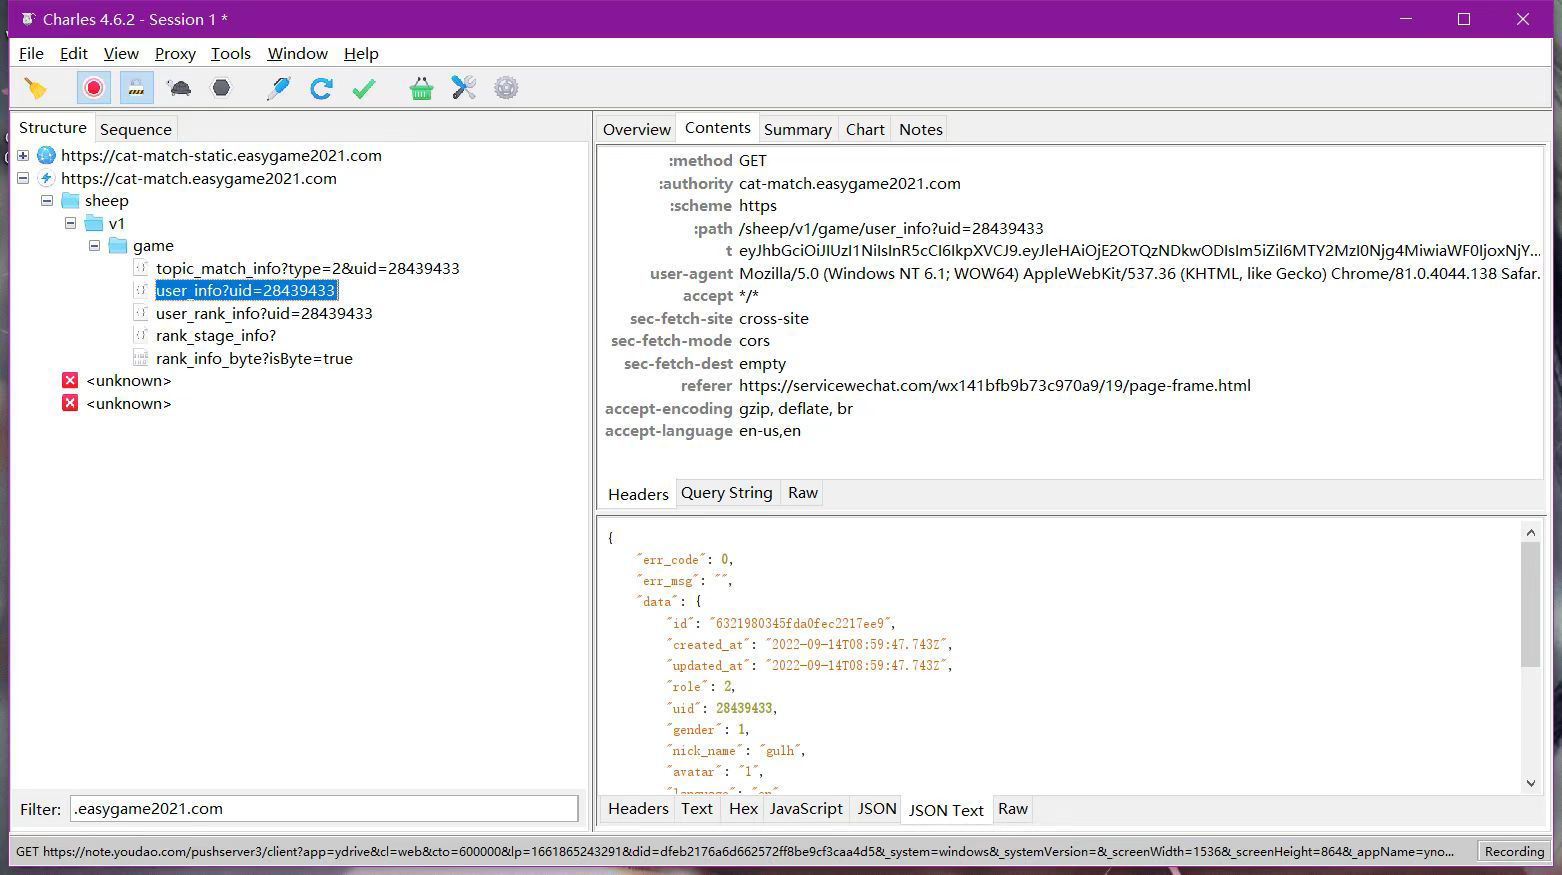 Charles 4.6.2 - Session 1 *
File Edit View Proxy Tools Window Help
Structure Sequence
https://cat-match-static.easygame2021.com
https://cat-match.easygame2021.com
sheep
v1
game
topic_match_info?type=2&uid=28439433
user_info?uid=28439433
user_rank_info?uid=28439433
rank_stage_info?
rank_info_byte?isByte=true
<unknown>
<unknown>
Filter: .easygame2021.com
Overview Contents Summary Chart Notes
:method GET
:authority cat-match.easygame2021.com
:scheme https
:path /sheep/v1/game/user_info?uid=28439433
t eyJhbGciOiJIUzI1NiIsInR5cCI6IkpXVCJ9.eyJleHAiOjE2OTQzNDkwODIsIm5iZiI6MTY2MzI0Njg4MiwiaWF0IjoxNjY...
user-agent Mozilla/5.0 (Windows NT 6.1; WOW64) AppleWebKit/537.36 (KHTML, like Gecko) Chrome/81.0.4044.138 Safar.
accept */*
sec-fetch-site cross-site
sec-fetch-mode cors
sec-fetch-dest empty
referer https://servicewechat.com/wx141bfb9b73c970a9/19/page-frame.html
accept-encoding gzip, deflate, br
accept-language en-us,en
Headers Query String Raw
{
"err_code": 0,
"err_msg": "",
"data": {
"id": "6321980345fda0fec2217ee9",
"created_at": "2022-09-14T08:59:47.743Z",
"updated_at": "2022-09-14T08:59:47.743Z",
"role": 2,
"uid": 28439433,
"gender": 1,
"nick_name": "gulh",
"avatar": "1",
Headers Text Hex JavaScript JSON JSON Text Raw
GET https://note.youdao.com/pushserver3/client?app=ydrive&cl=web&cto=600000&lp=1661865243291&did=dfeb2176a6d662572ff8be9cf3caa4d5&_system=windows&_systemVersion=&_screenWidth=1536&_screenHeight=864&_appName=yno... Recording